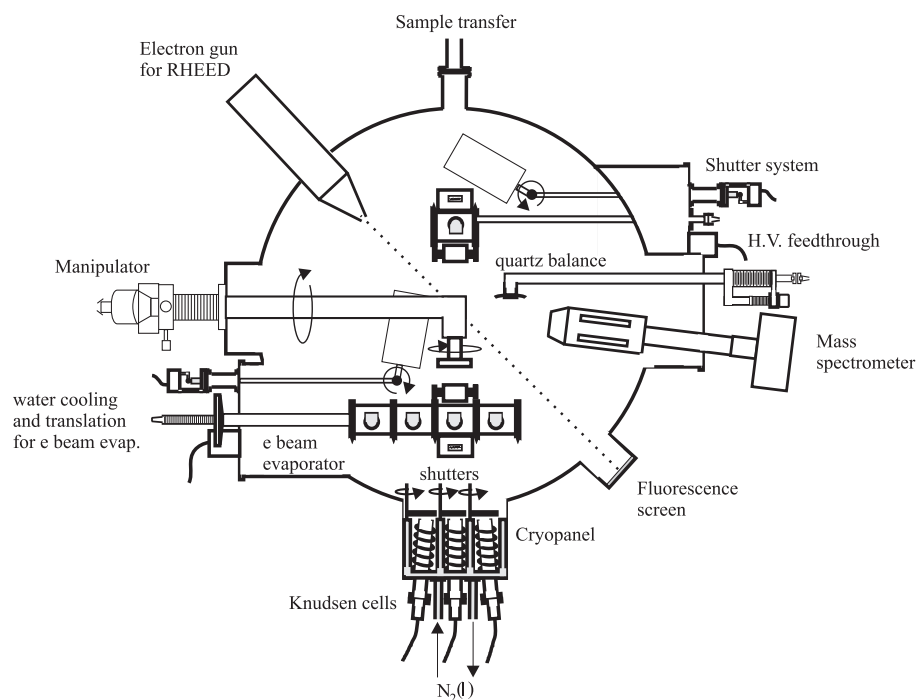 Sample transfer
Electron gun
for RHEED
Shutter system
H.V. feedthrough
quartz balance
Manipulator
Mass
spectrometer
water cooling
and translation
for e beam evap.
e beam
evaporator
shutters
Fluorescence
screen
Cryopanel
Knudsen cells
N₂(l)